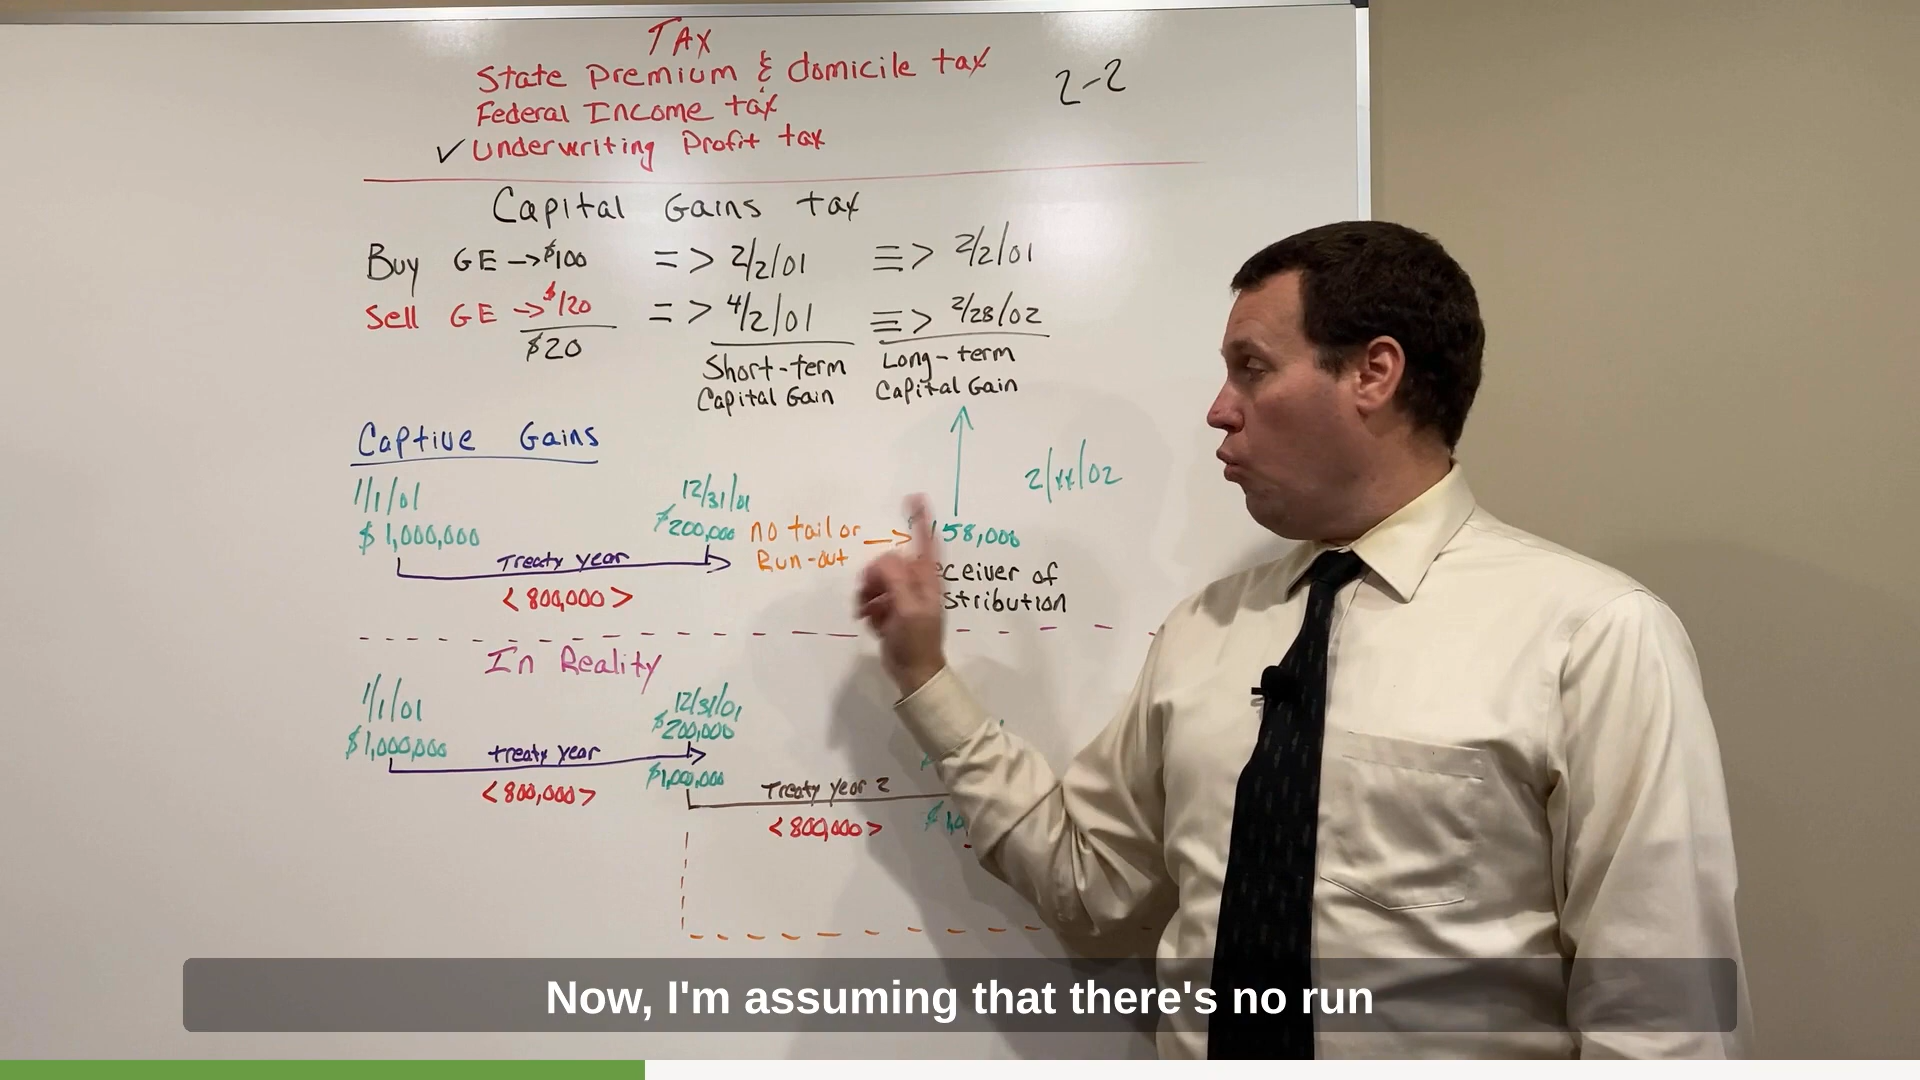 TAX
State Premium & domicile tax
Federal Income tax
2-2
✓ Underwriting Profit tax
Capital Gains tax
Buy GE -> $100 => 2/2/01 => 2/2/01
Sell GE -> $120 => 4/2/01 => 2/28/02
$20
Short-term Capital Gain
Long-term Capital Gain
Captive Gains
1/1/01
$1,000,000
12/31/01
$200,000
no tail or
Run-out
->
158,000
2/xx/02
Treaty year
<800,000>
In Reality
1/1/01
$1,000,000
12/31/01
$200,000
treaty year
<800,000>
$1,000,000
Treaty year 2
<800,000>
Now, I'm assuming that there's no run